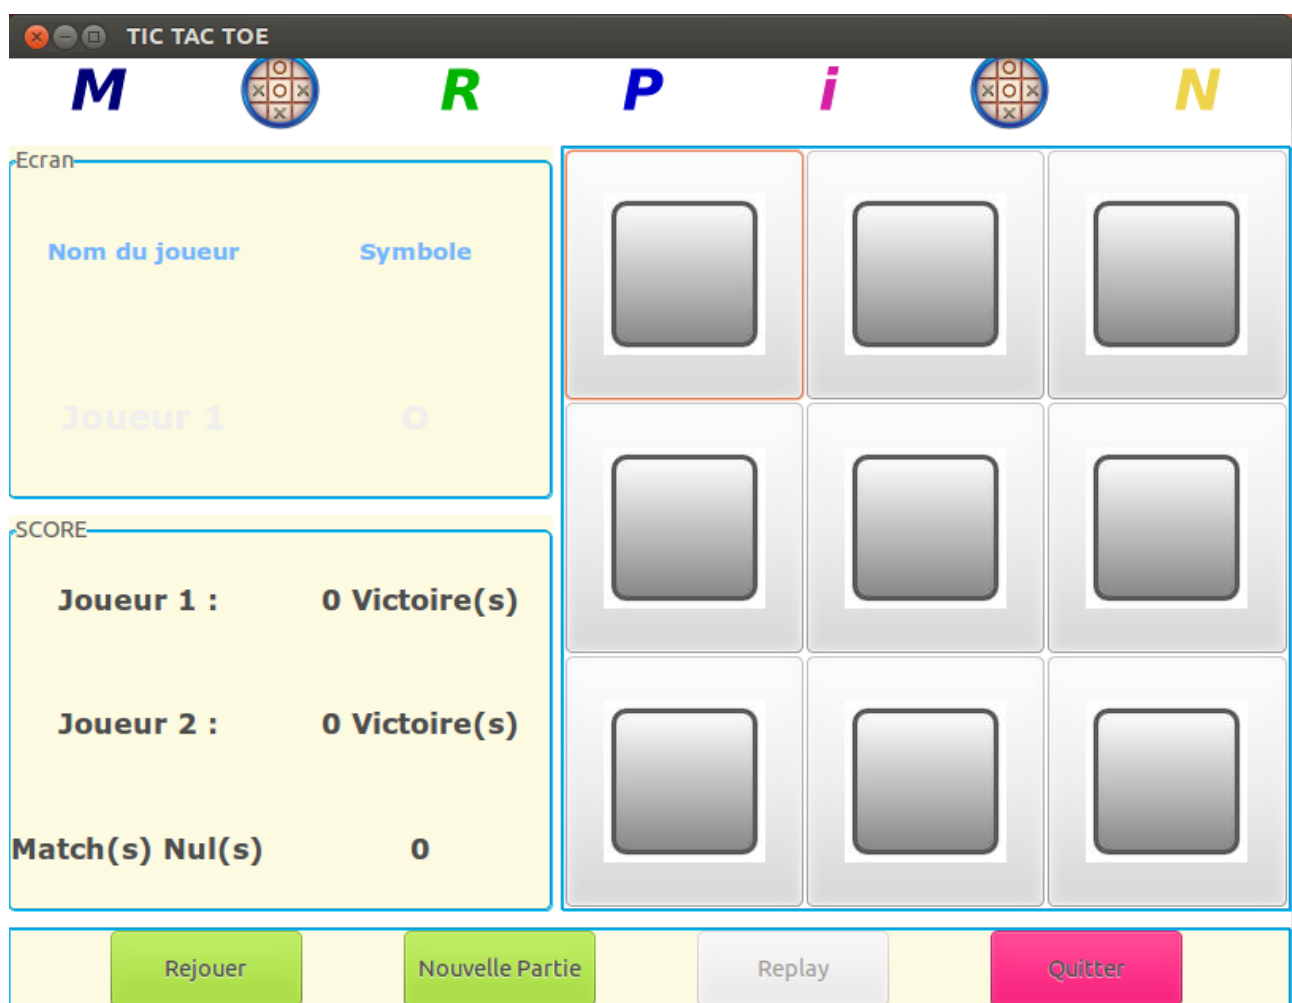 TIC TAC TOE
M R P i N
Ecran
Nom du joueur Symbole
Joueur 1 O
SCORE
Joueur 1 : 0 Victoire(s)
Joueur 2 : 0 Victoire(s)
Match(s) Nul(s) 0
Rejouer Nouvelle Partie Replay Quitter